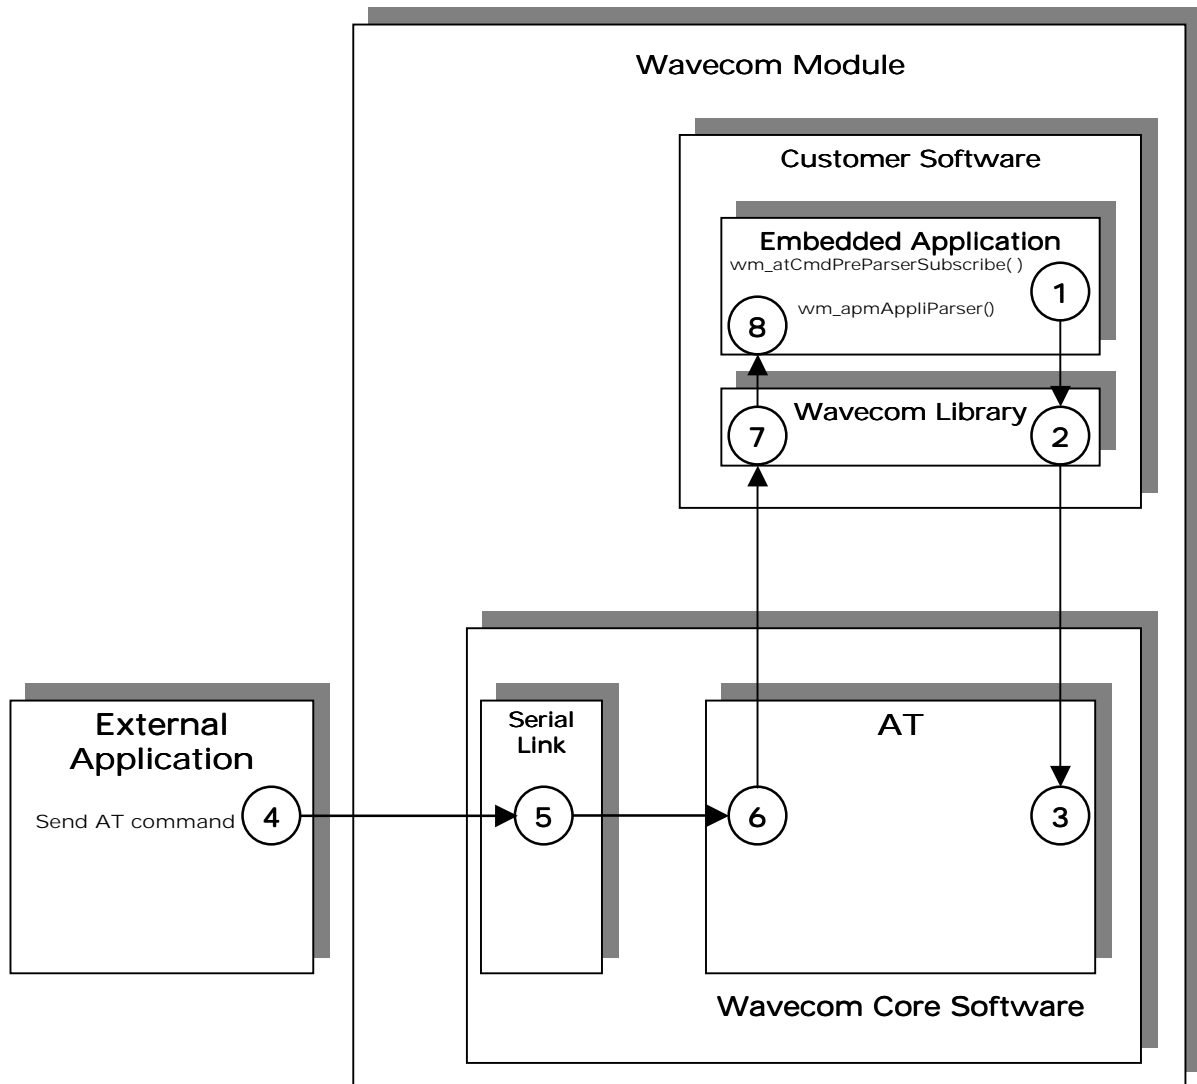 Wavecom Module
Customer Software
Embedded Application
wm_atCmdPreParserSubscribe( )
1
wm_apmAppliParser()
8
Wavecom Library
7
2
External
Application
Serial
Link
AT
Send AT command
4
5
6
3
Wavecom Core Software